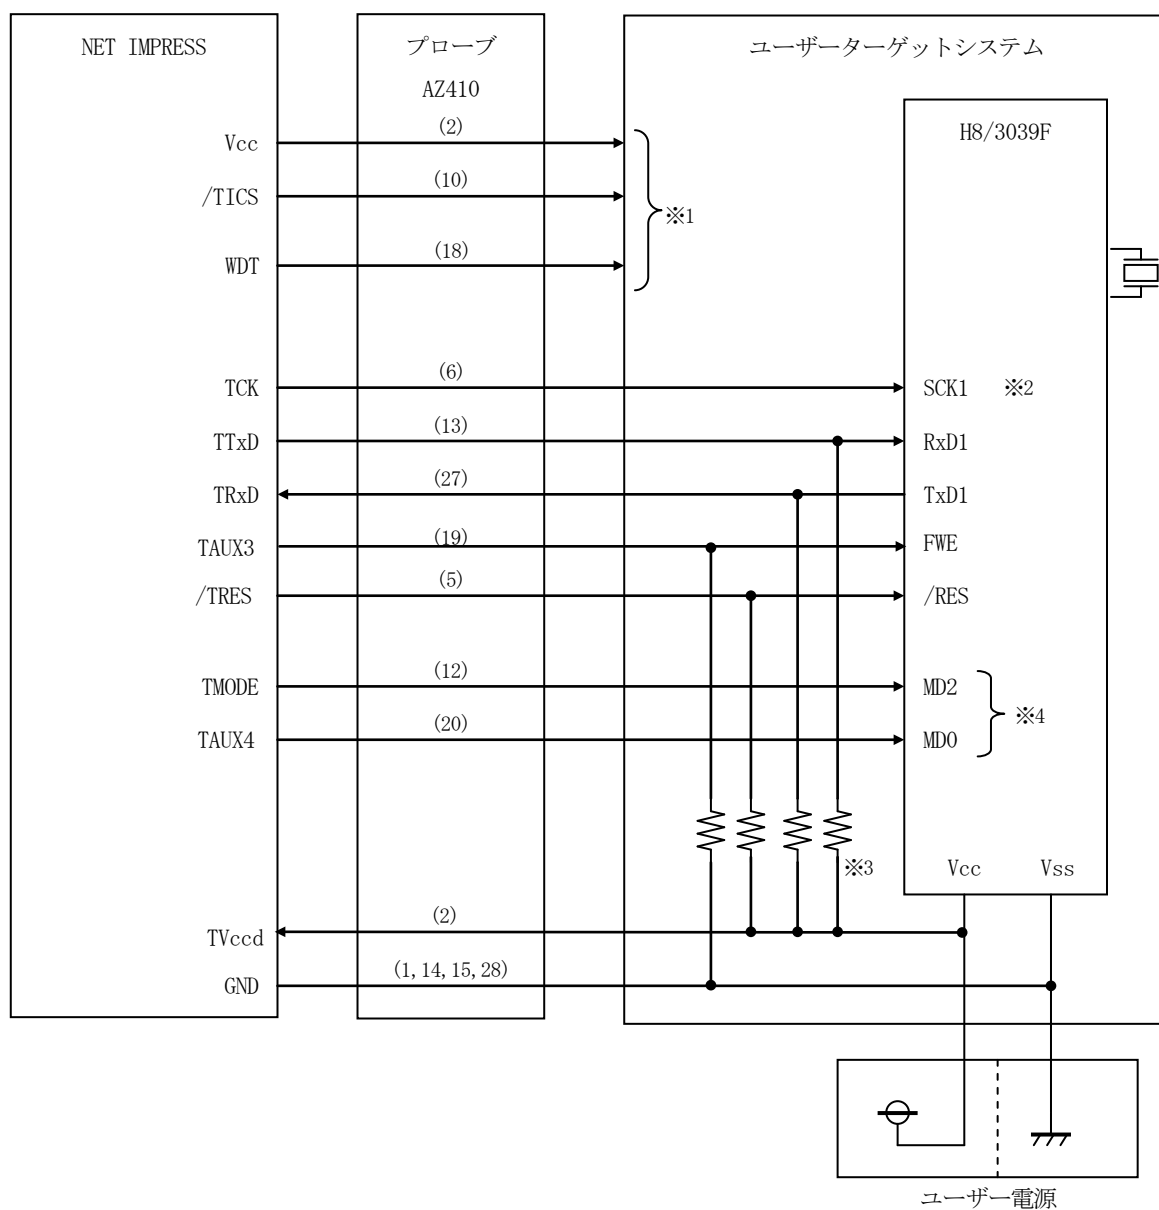 NET IMPRESS
プローブ
AZ410
ユーザーターゲットシステム
H8/3039F
Vcc
(2)
/TICS
(10)
※1
WDT
(18)
TCK
(6)
SCK1 ※2
TTxD
(13)
RxD1
TRxD
(27)
TxD1
TAUX3
(19)
FWE
/TRES
(5)
/RES
TMODE
(12)
MD2
※4
TAUX4
(20)
MD0
※3
Vcc Vss
TVccd
(2)
GND
(1,14,15,28)
ユーザー電源